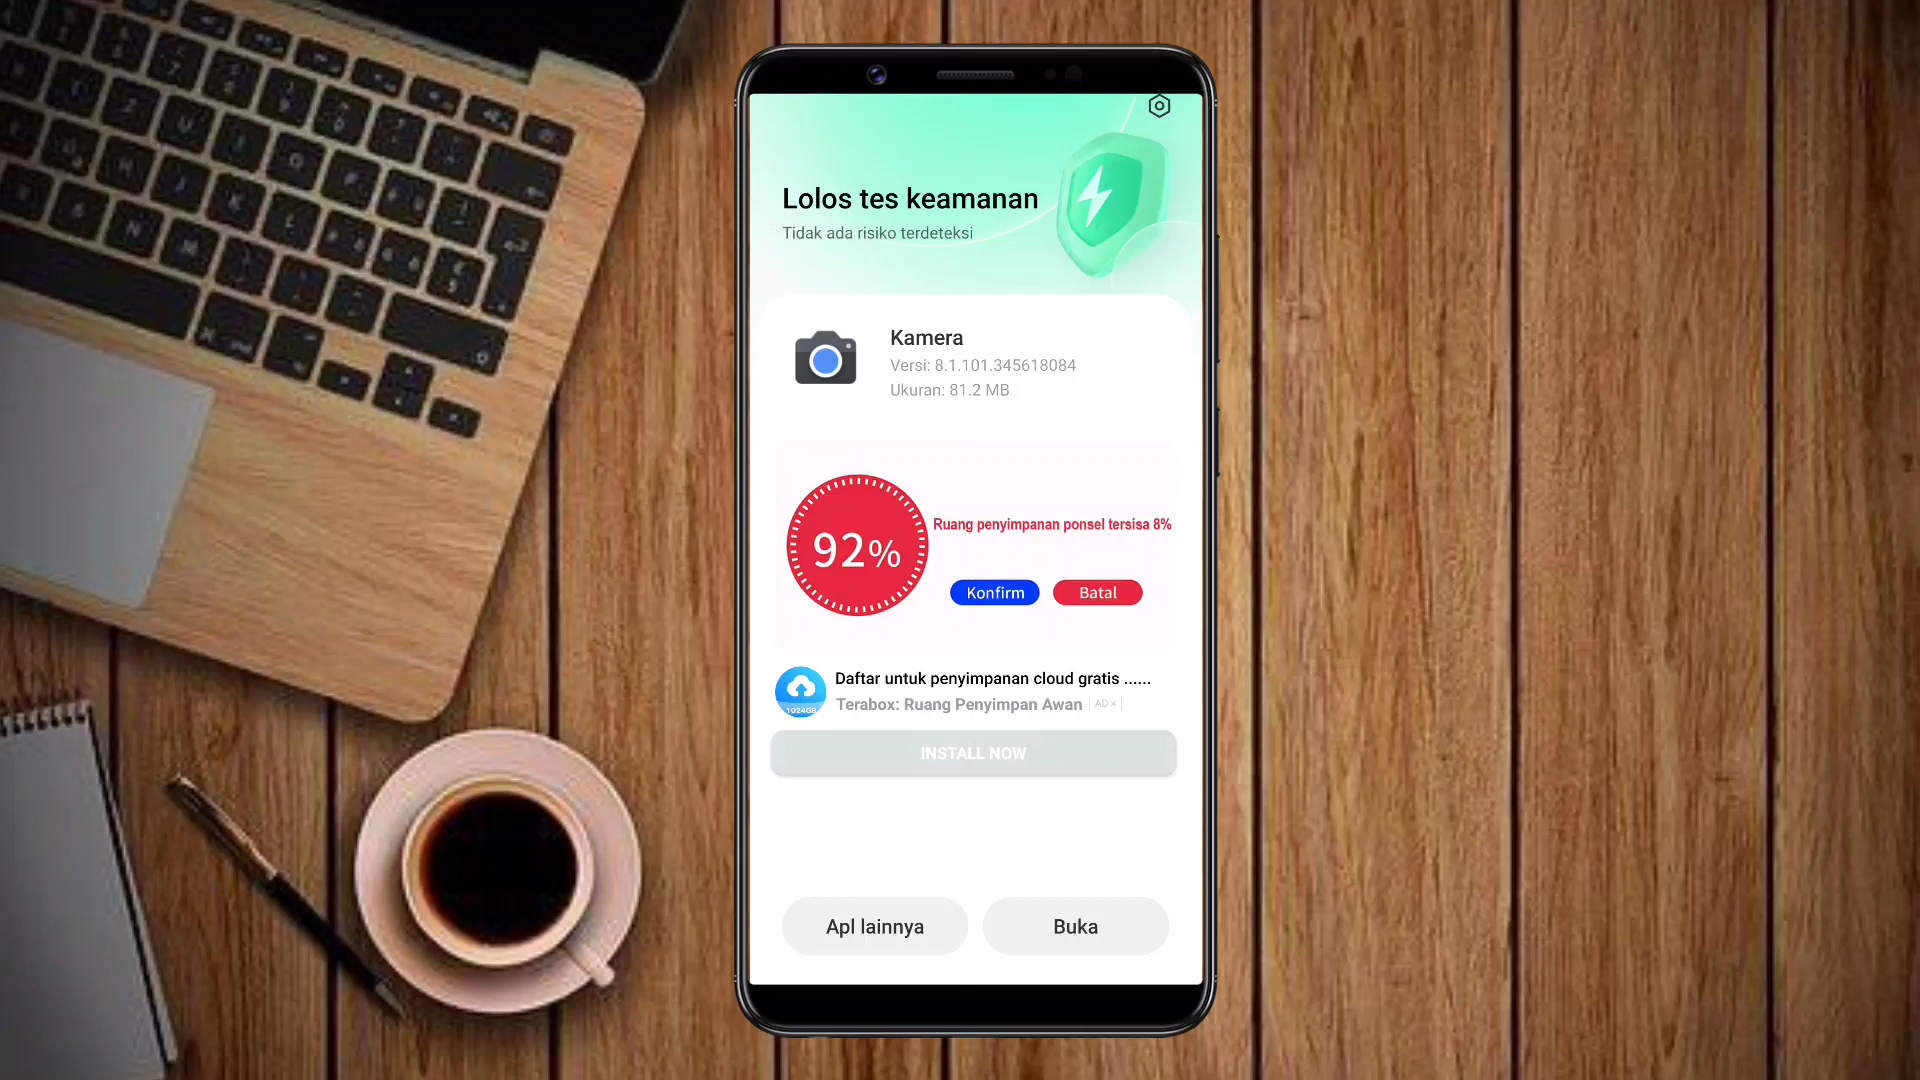 Lolos tes keamanan
Tidak ada risiko terdeteksi
Kamera
Versi: 8.1.101.345618084
Ukuran: 81.2 MB
92%
Ruang penyimpanan ponsel tersisa 8%
Konfirm
Batal
Daftar untuk penyimpanan cloud gratis ......
1024GB
Terabox: Ruang Penyimpan Awan
AD ×
INSTALL NOW
Apl lainnya
Buka